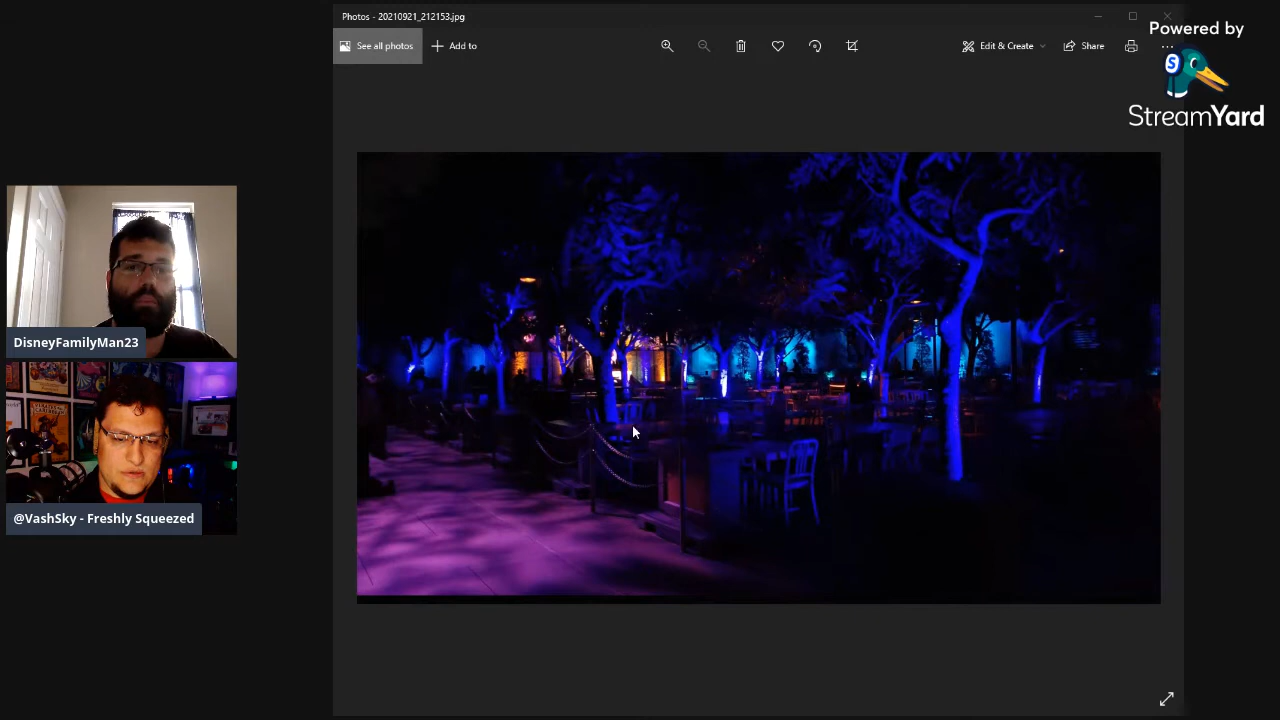 Photos - 20210921_212153.jpg
See all photos
Add to
Edit & Create
Share
Powered by
S
StreamYard
DisneyFamilyMan23
@VashSky - Freshly Squeezed